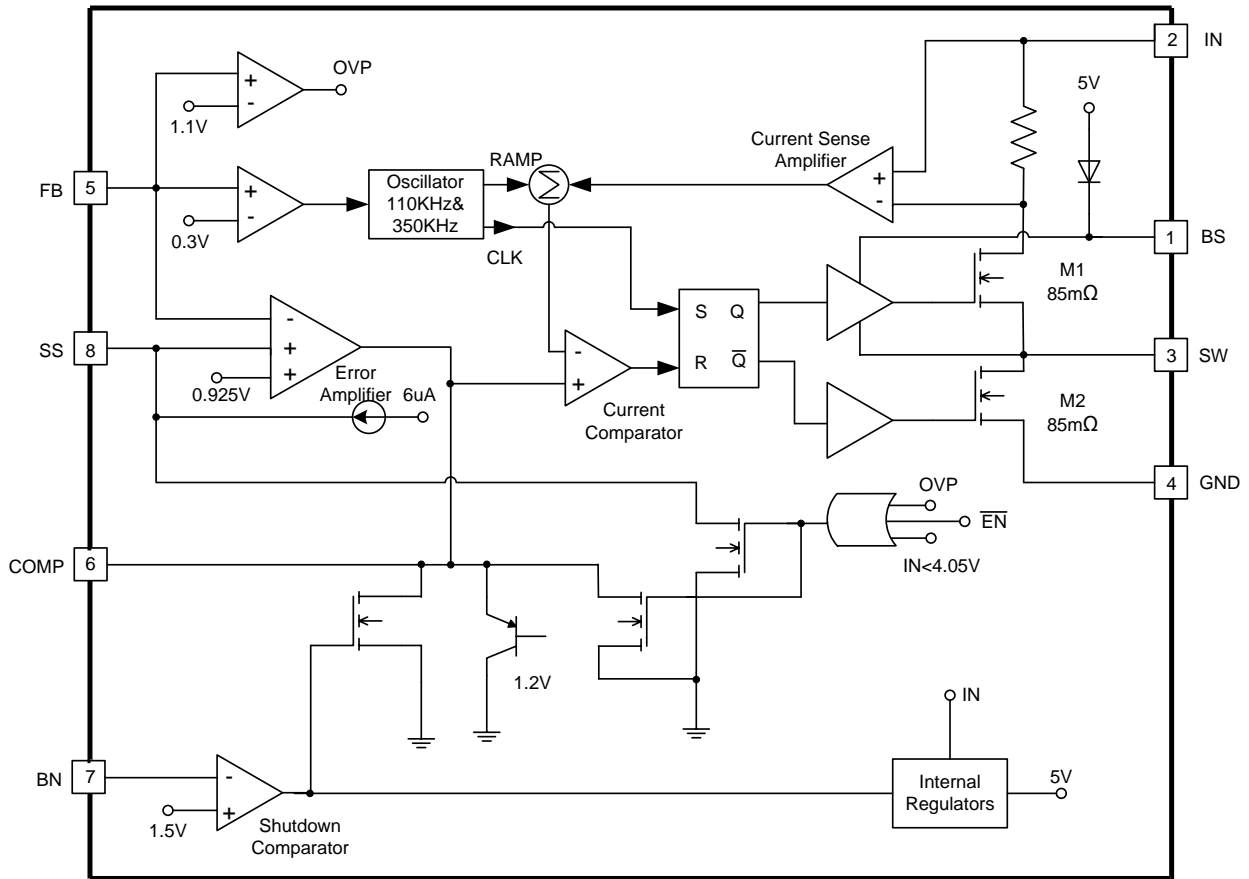 2 IN
OVP
+
-
1.1V
5V
Current Sense
Amplifier
+
-
RAMP
Σ
FB 5
+
-
0.3V
Oscillator
110KHz&
350KHz
CLK
1 BS
M1
85mΩ
S Q
R Q̅
-
+
+
SS 8
0.925V
Error
Amplifier
6uA
-
+
Current
Comparator
3 SW
M2
85mΩ
4 GND
OVP
E̅N̅
IN<4.05V
COMP 6
1.2V
IN
BN 7
-
+
1.5V
Shutdown
Comparator
Internal
Regulators
5V